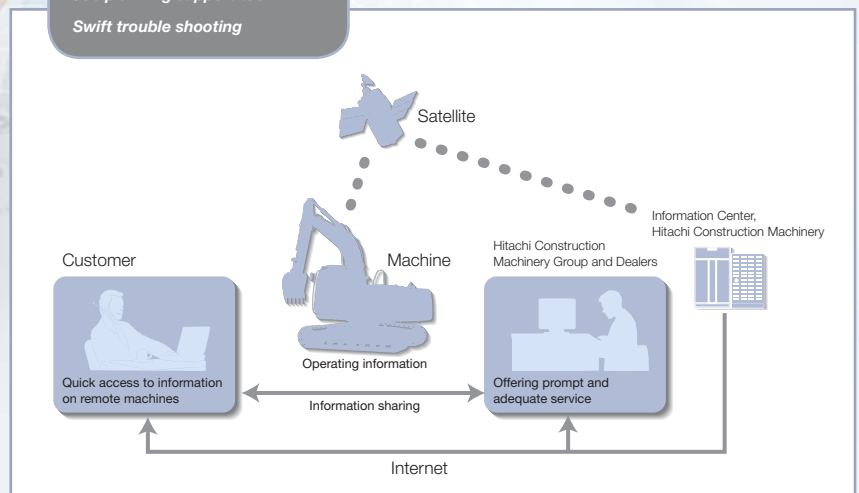 Swift trouble shooting
Satellite
Information Center,
Hitachi Construction Machinery
Hitachi Construction
Machinery Group and Dealers
Customer
Machine
Operating information
Quick access to information
on remote machines
Offering prompt and
adequate service
Information sharing
Internet